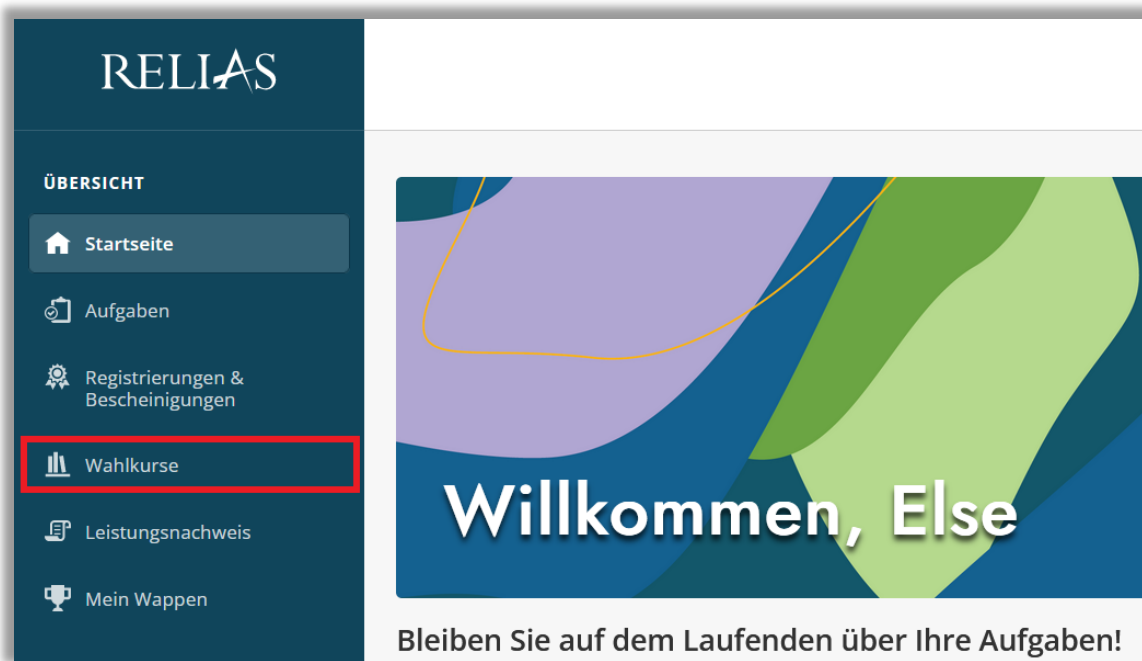 RELIAS
ÜBERSICHT
Startseite
Aufgaben
Registrierungen &
Bescheinigungen
Wahlkurse
Leistungsnachweis
Mein Wappen
Willkommen, Else
Bleiben Sie auf dem Laufenden über Ihre Aufgaben!